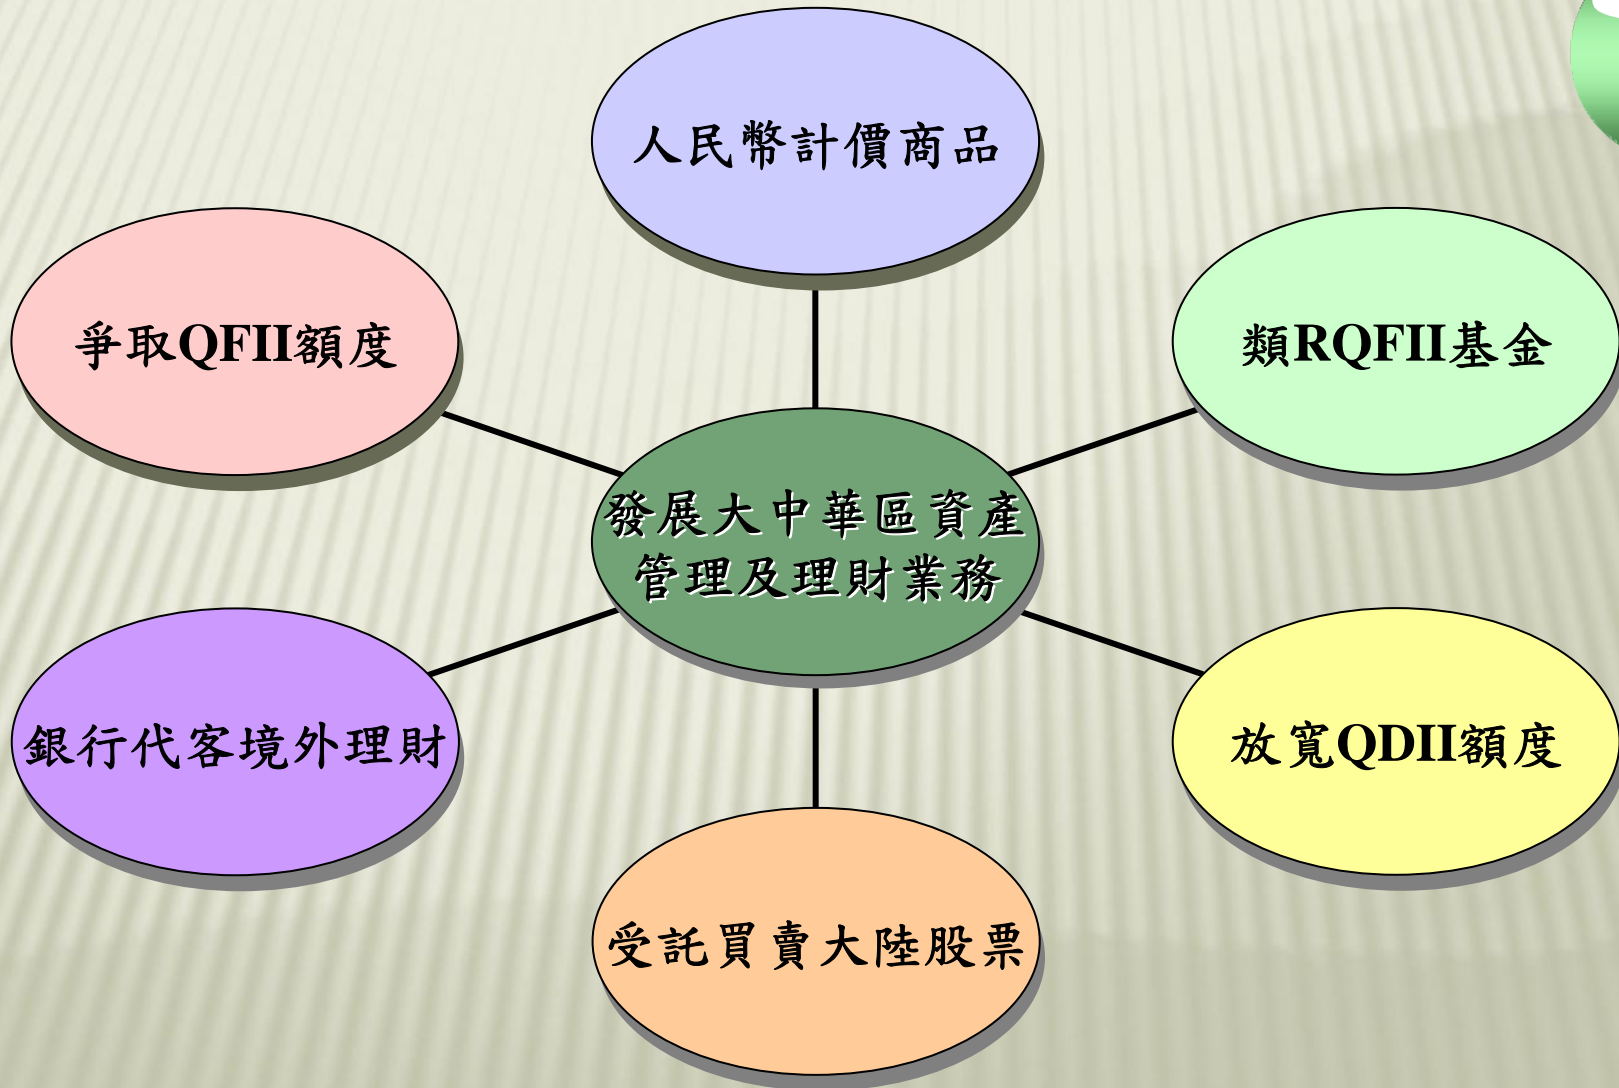 人民幣計價商品
爭取QFII額度
類RQFII基金
發展大中華區資產
管理及理財業務
銀行代客境外理財
放寬QDII額度
受託買賣大陸股票